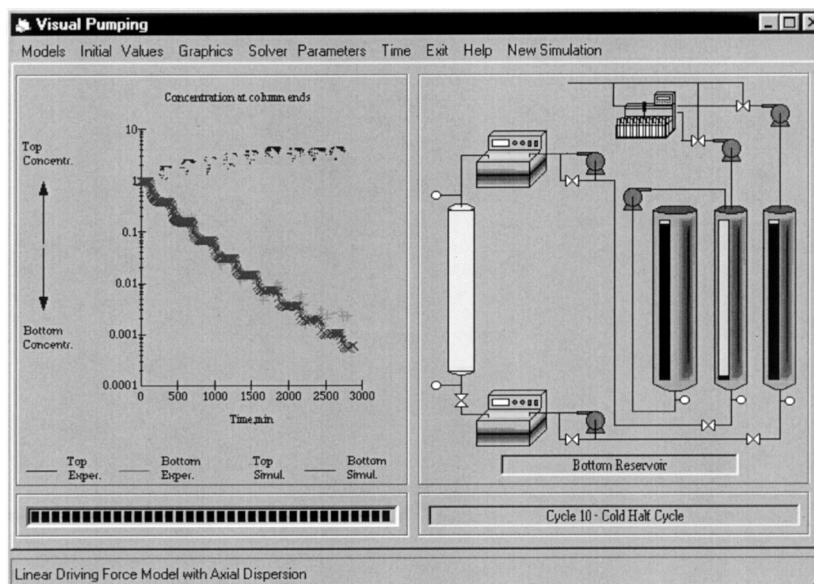 Visual Pumping
Models Initial Values Graphics Solver Parameters Time Exit Help New Simulation
Concentration at column ends
Top
Concentr.
Bottom
Concentr.
10
1
0.1
0.01
0.001
0.0001
0 500 1000 1500 2000 2500 3000
Time,min
Top
Exper.
Bottom
Exper.
Top
Simul.
Bottom
Simul.
Bottom Reservoir
Cycle 10 - Cold Half Cycle
Linear Driving Force Model with Axial Dispersion